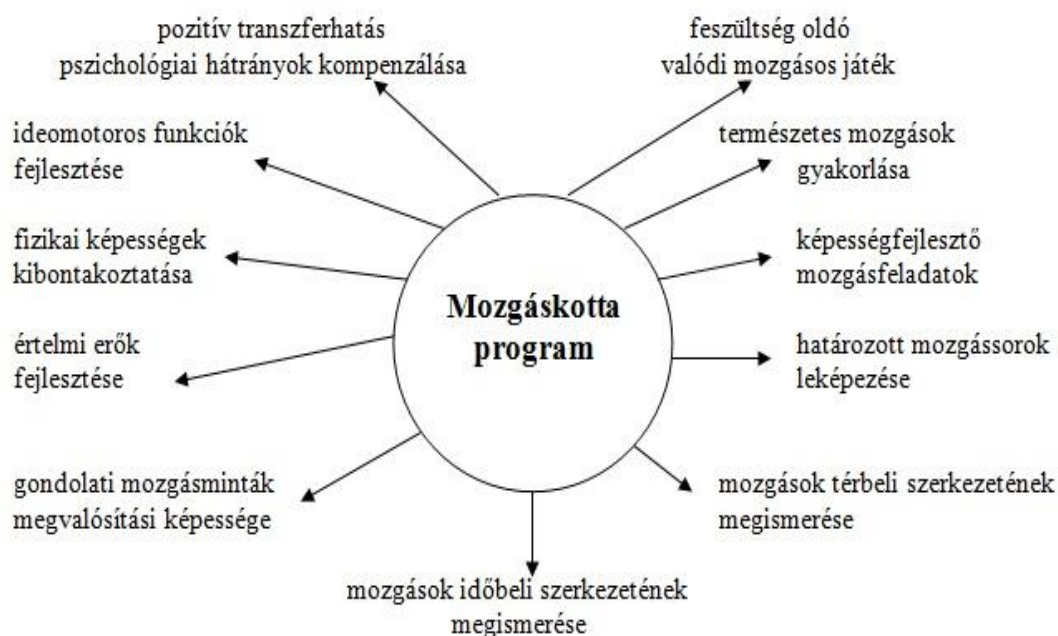 pozitív transzferhatás
pszichológiai hátrányok kompenzálása
feszültség oldó
valódi mozgásos játék
ideomotoros funkciók
fejlesztése
természetes mozgások
gyakorlása
fizikai képességek
kibontakoztatása
képességfejlesztő
mozgásfeladatok
Mozgáskotta
program
értelmi erők
fejlesztése
határozott mozgássorok
leképezése
gondolati mozgásminták
megvalósítási képessége
mozgások térbeli szerkezetének
megismerése
mozgások időbeli szerkezetének
megismerése